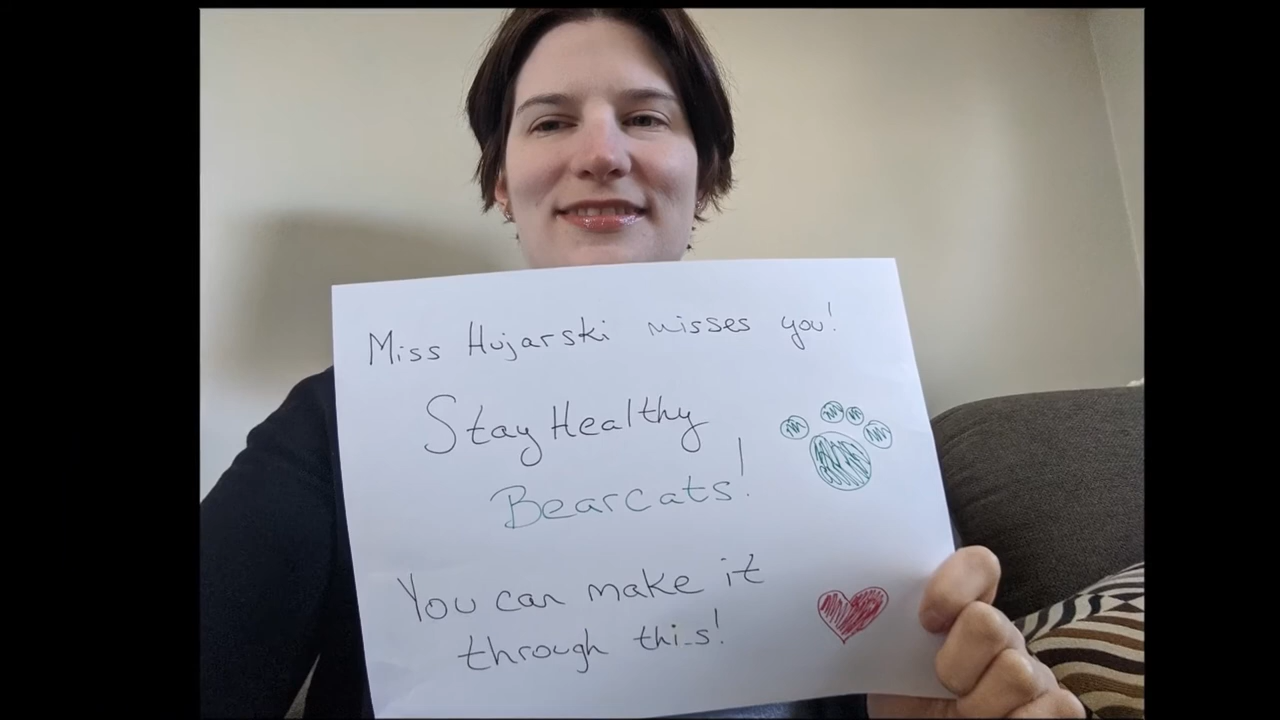 Miss Hujarski misses you!
Stay Healthy
Bearcats!
You can make it
through this!